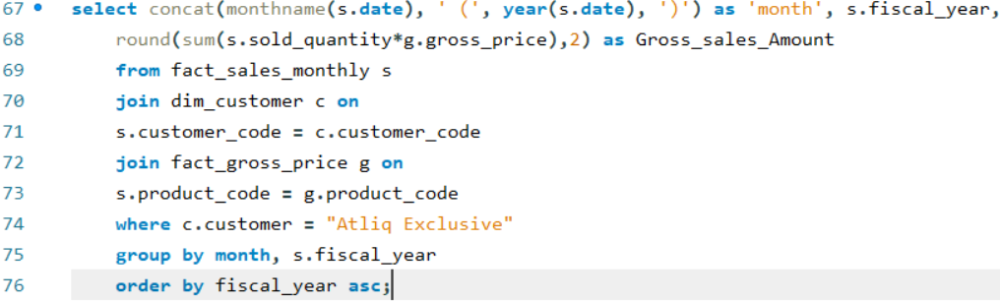 67 select concat(monthname(s.date), ' (', year(s.date), ')') as 'month', s.fiscal_year,
68 round(sum(s.sold_quantity*g.gross_price),2) as Gross_sales_Amount
69 from fact_sales_monthly s
70 join dim_customer c on
71 s.customer_code = c.customer_code
72 join fact_gross_price g on
73 s.product_code = g.product_code
74 where c.customer = "Atliq Exclusive"
75 group by month, s.fiscal_year
76 order by fiscal_year asc;